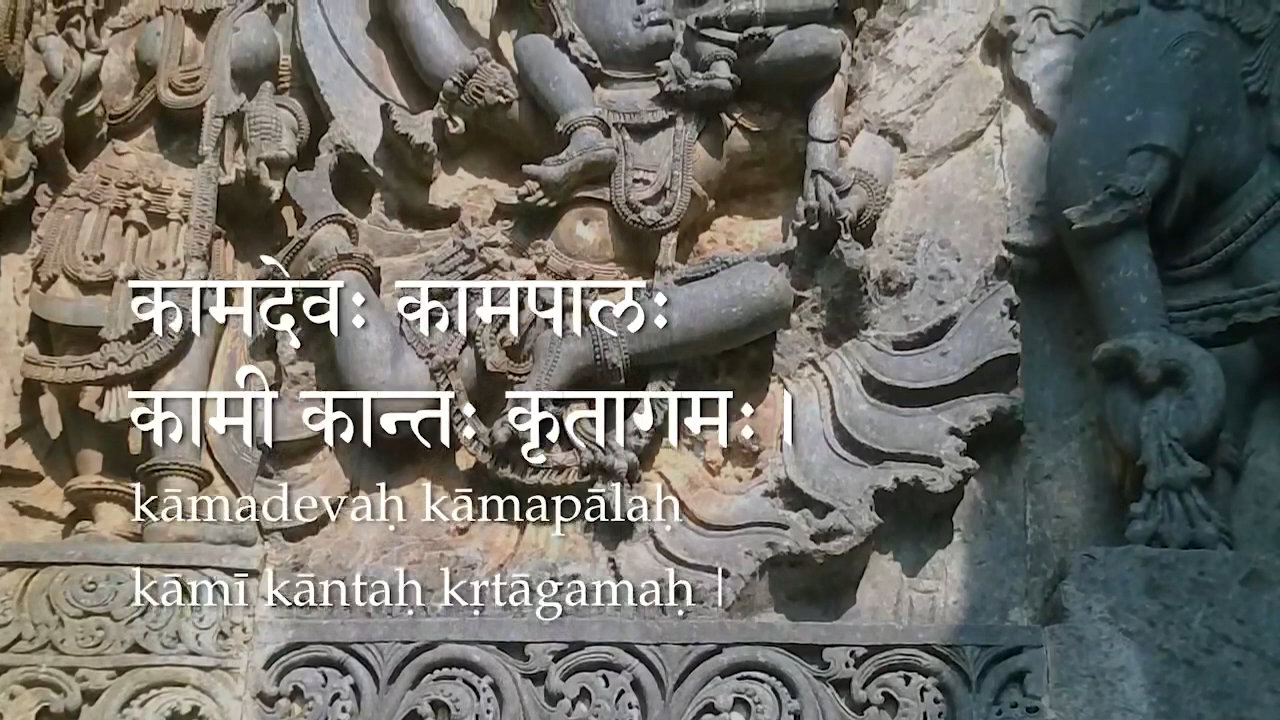 कामदेवः कामपालः
कामी कान्तः कृतागमः।
kāmadevaḥ kāmapālaḥ
kāmī kāntaḥ kṛtāgamaḥ |